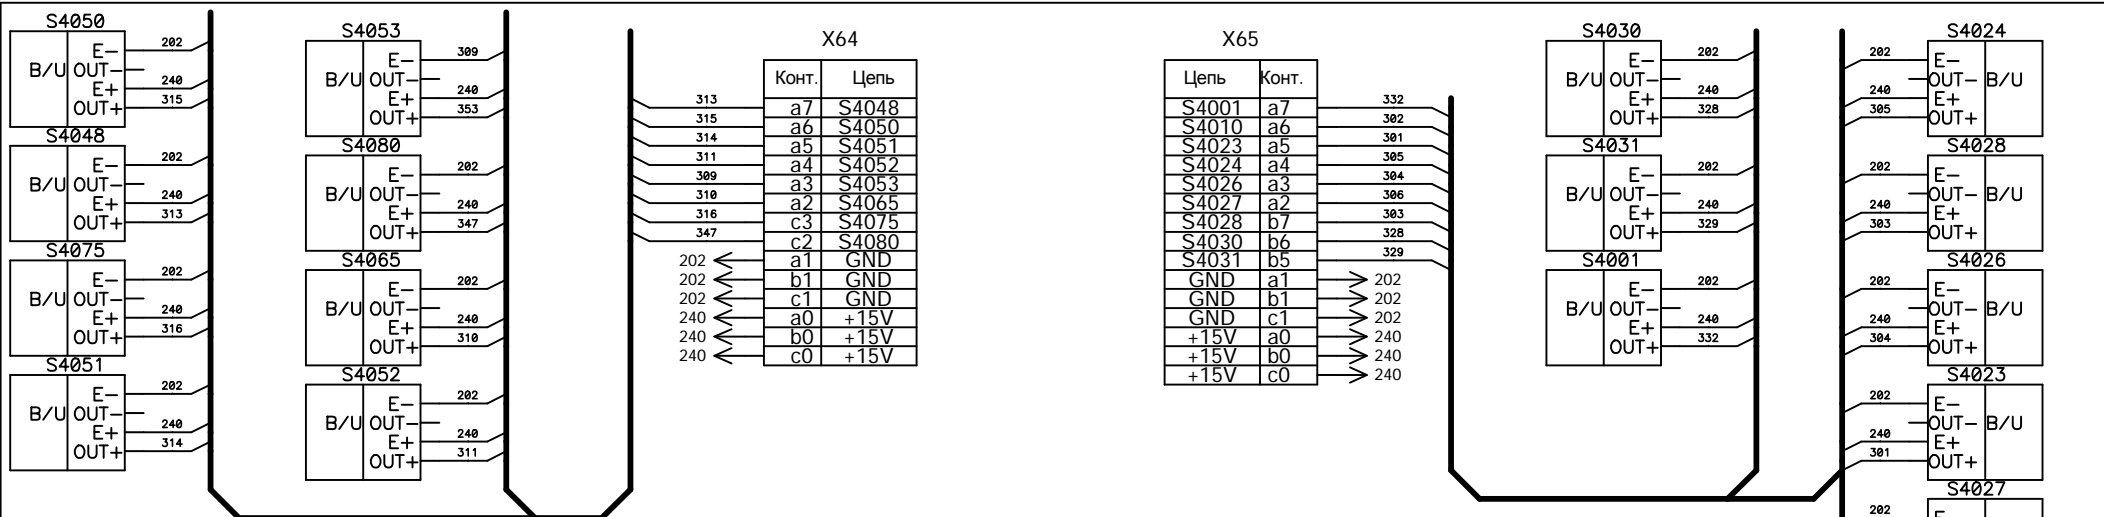 S4050
E- 202
B/U OUT-
E+ 240
OUT+ 315
S4048
E- 202
B/U OUT-
E+ 240
OUT+ 313
S4075
E- 202
B/U OUT-
E+ 240
OUT+ 316
S4051
E- 202
B/U OUT-
E+ 240
OUT+ 314
S4053
E- 309
B/U OUT-
E+ 240
OUT+ 353
S4080
E- 202
B/U OUT-
E+ 240
OUT+ 347
S4065
E- 202
B/U OUT-
E+ 240
OUT+ 310
S4052
E- 202
B/U OUT-
E+ 240
OUT+ 311
X64
Конт. Цепь
313 a7 S4048
315 a6 S4050
314 a5 S4051
311 a4 S4052
309 a3 S4053
310 a2 S4065
316 c3 S4075
347 c2 S4080
202 a1 GND
202 b1 GND
202 c1 GND
240 a0 +15V
240 b0 +15V
240 c0 +15V
X65
Цепь Конт.
S4001 a7 332
S4010 a6 302
S4023 a5 301
S4024 a4 305
S4026 a3 304
S4027 a2 306
S4028 b7 303
S4030 b6 328
S4031 b5 329
GND a1 202
GND b1 202
GND c1 202
+15V a0 240
+15V b0 240
+15V c0 240
S4030
E- 202
B/U OUT-
E+ 240
OUT+ 328
S4031
E- 202
B/U OUT-
E+ 240
OUT+ 329
S4001
E- 202
B/U OUT-
E+ 240
OUT+ 332
S4024
202 E-
OUT- B/U
240 E+
305 OUT+
S4028
202 E-
OUT- B/U
240 E+
303 OUT+
S4026
202 E-
OUT- B/U
240 E+
304 OUT+
S4023
202 E-
OUT- B/U
240 E+
301 OUT+
S4027
202